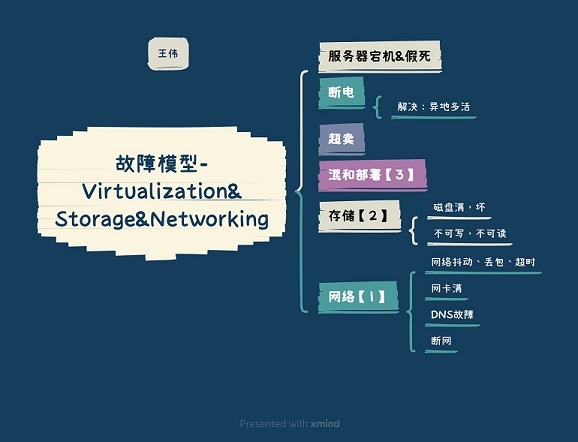 王伟
故障模型-
Virtualization&
Storage&Networking
服务器宕机&假死
断电
解决：异地多活
超卖
混和部署【3】
存储【2】
磁盘满，坏
不可写，不可读
网络【1】
网络抖动、丢包、超时
网卡满
DNS故障
断网
Presented with xmind